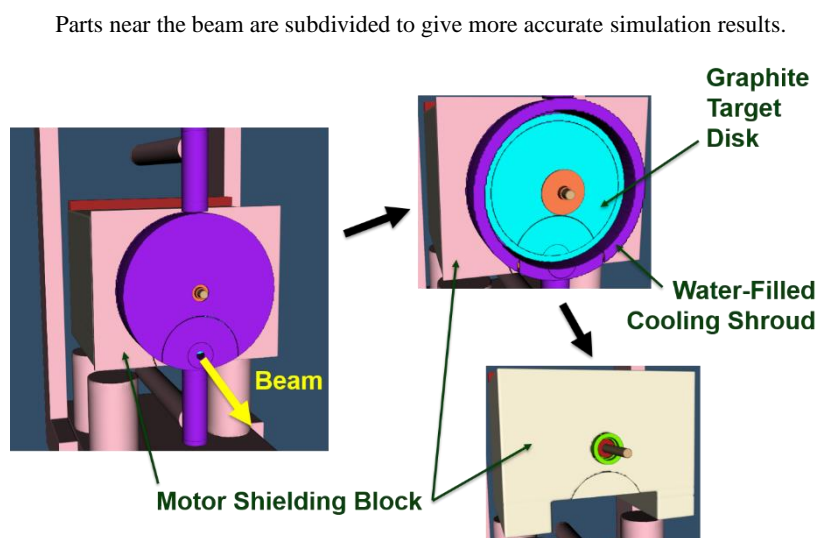 Parts near the beam are subdivided to give more accurate simulation results.
Graphite
Target
Disk
Water-Filled
Cooling Shroud
Beam
Motor Shielding Block